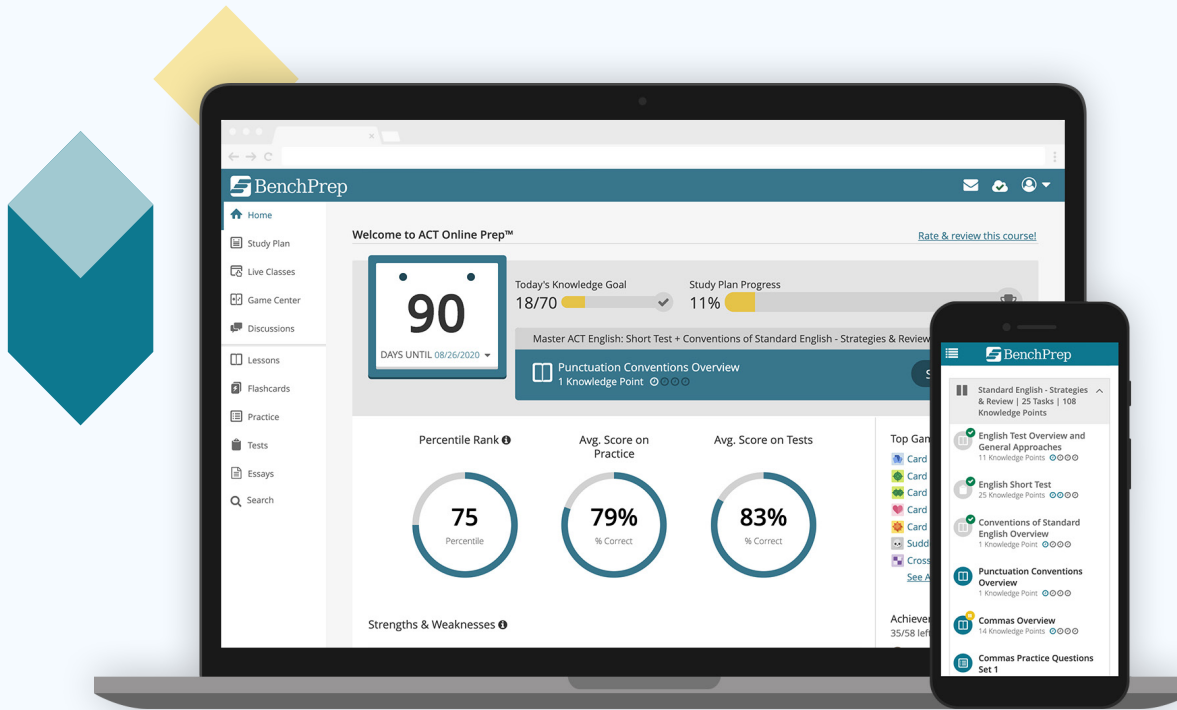 BenchPrep
Home
Study Plan
Live Classes
Game Center
Discussions
Lessons
Flashcards
Practice
Tests
Essays
Search
Welcome to ACT Online Prep™
Rate & review this course!
90
DAYS UNTIL 08/26/2020
Today's Knowledge Goal
18/70
Study Plan Progress
11%
Master ACT English: Short Test + Conventions of Standard English - Strategies & Review
Punctuation Conventions Overview
1 Knowledge Point
Percentile Rank
75
Percentile
Avg. Score on
Practice
79%
% Correct
Avg. Score on Tests
83%
% Correct
Top
Card
Card
Card
Card
Card
See
35/58
Strengths & Weaknesses
BenchPrep
Standard English - Strategies
& Review | 25 Tasks | 108
Knowledge Points
English Test Overview and
General Approaches
11 Knowledge Points
English Short Test
25 Knowledge Points
Conventions of Standard
English Overview
1 Knowledge Point
Punctuation Conventions
Overview
1 Knowledge Point
Commas Overview
14 Knowledge Points
Commas Practice Questions
Set 1